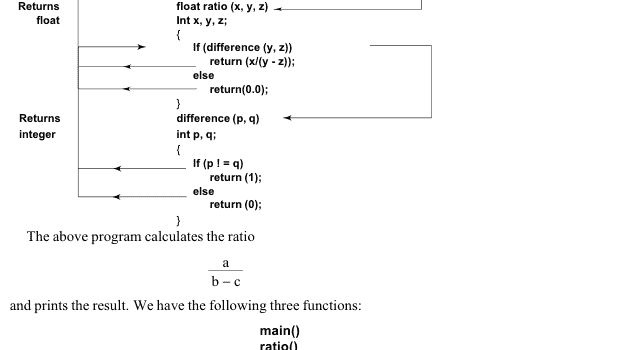 Returns float ratio (x, y, z)
float Int x, y, z;
{
If (difference (y, z))
return (x/(y - z));
else
return(0.0);
}
Returns difference (p, q)
integer int p, q;
{
If (p ! = q)
return (1);
else
return (0);
}
The above program calculates the ratio
a
b – c
and prints the result. We have the following three functions:
main()
ratio()